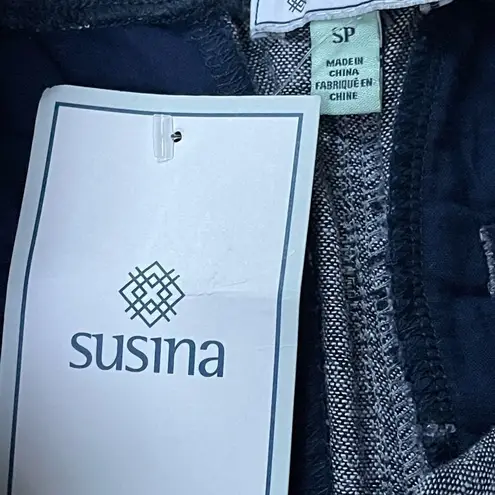 SP
MADE IN
CHINA
FABRIQUÉ EN
CHINE
susina